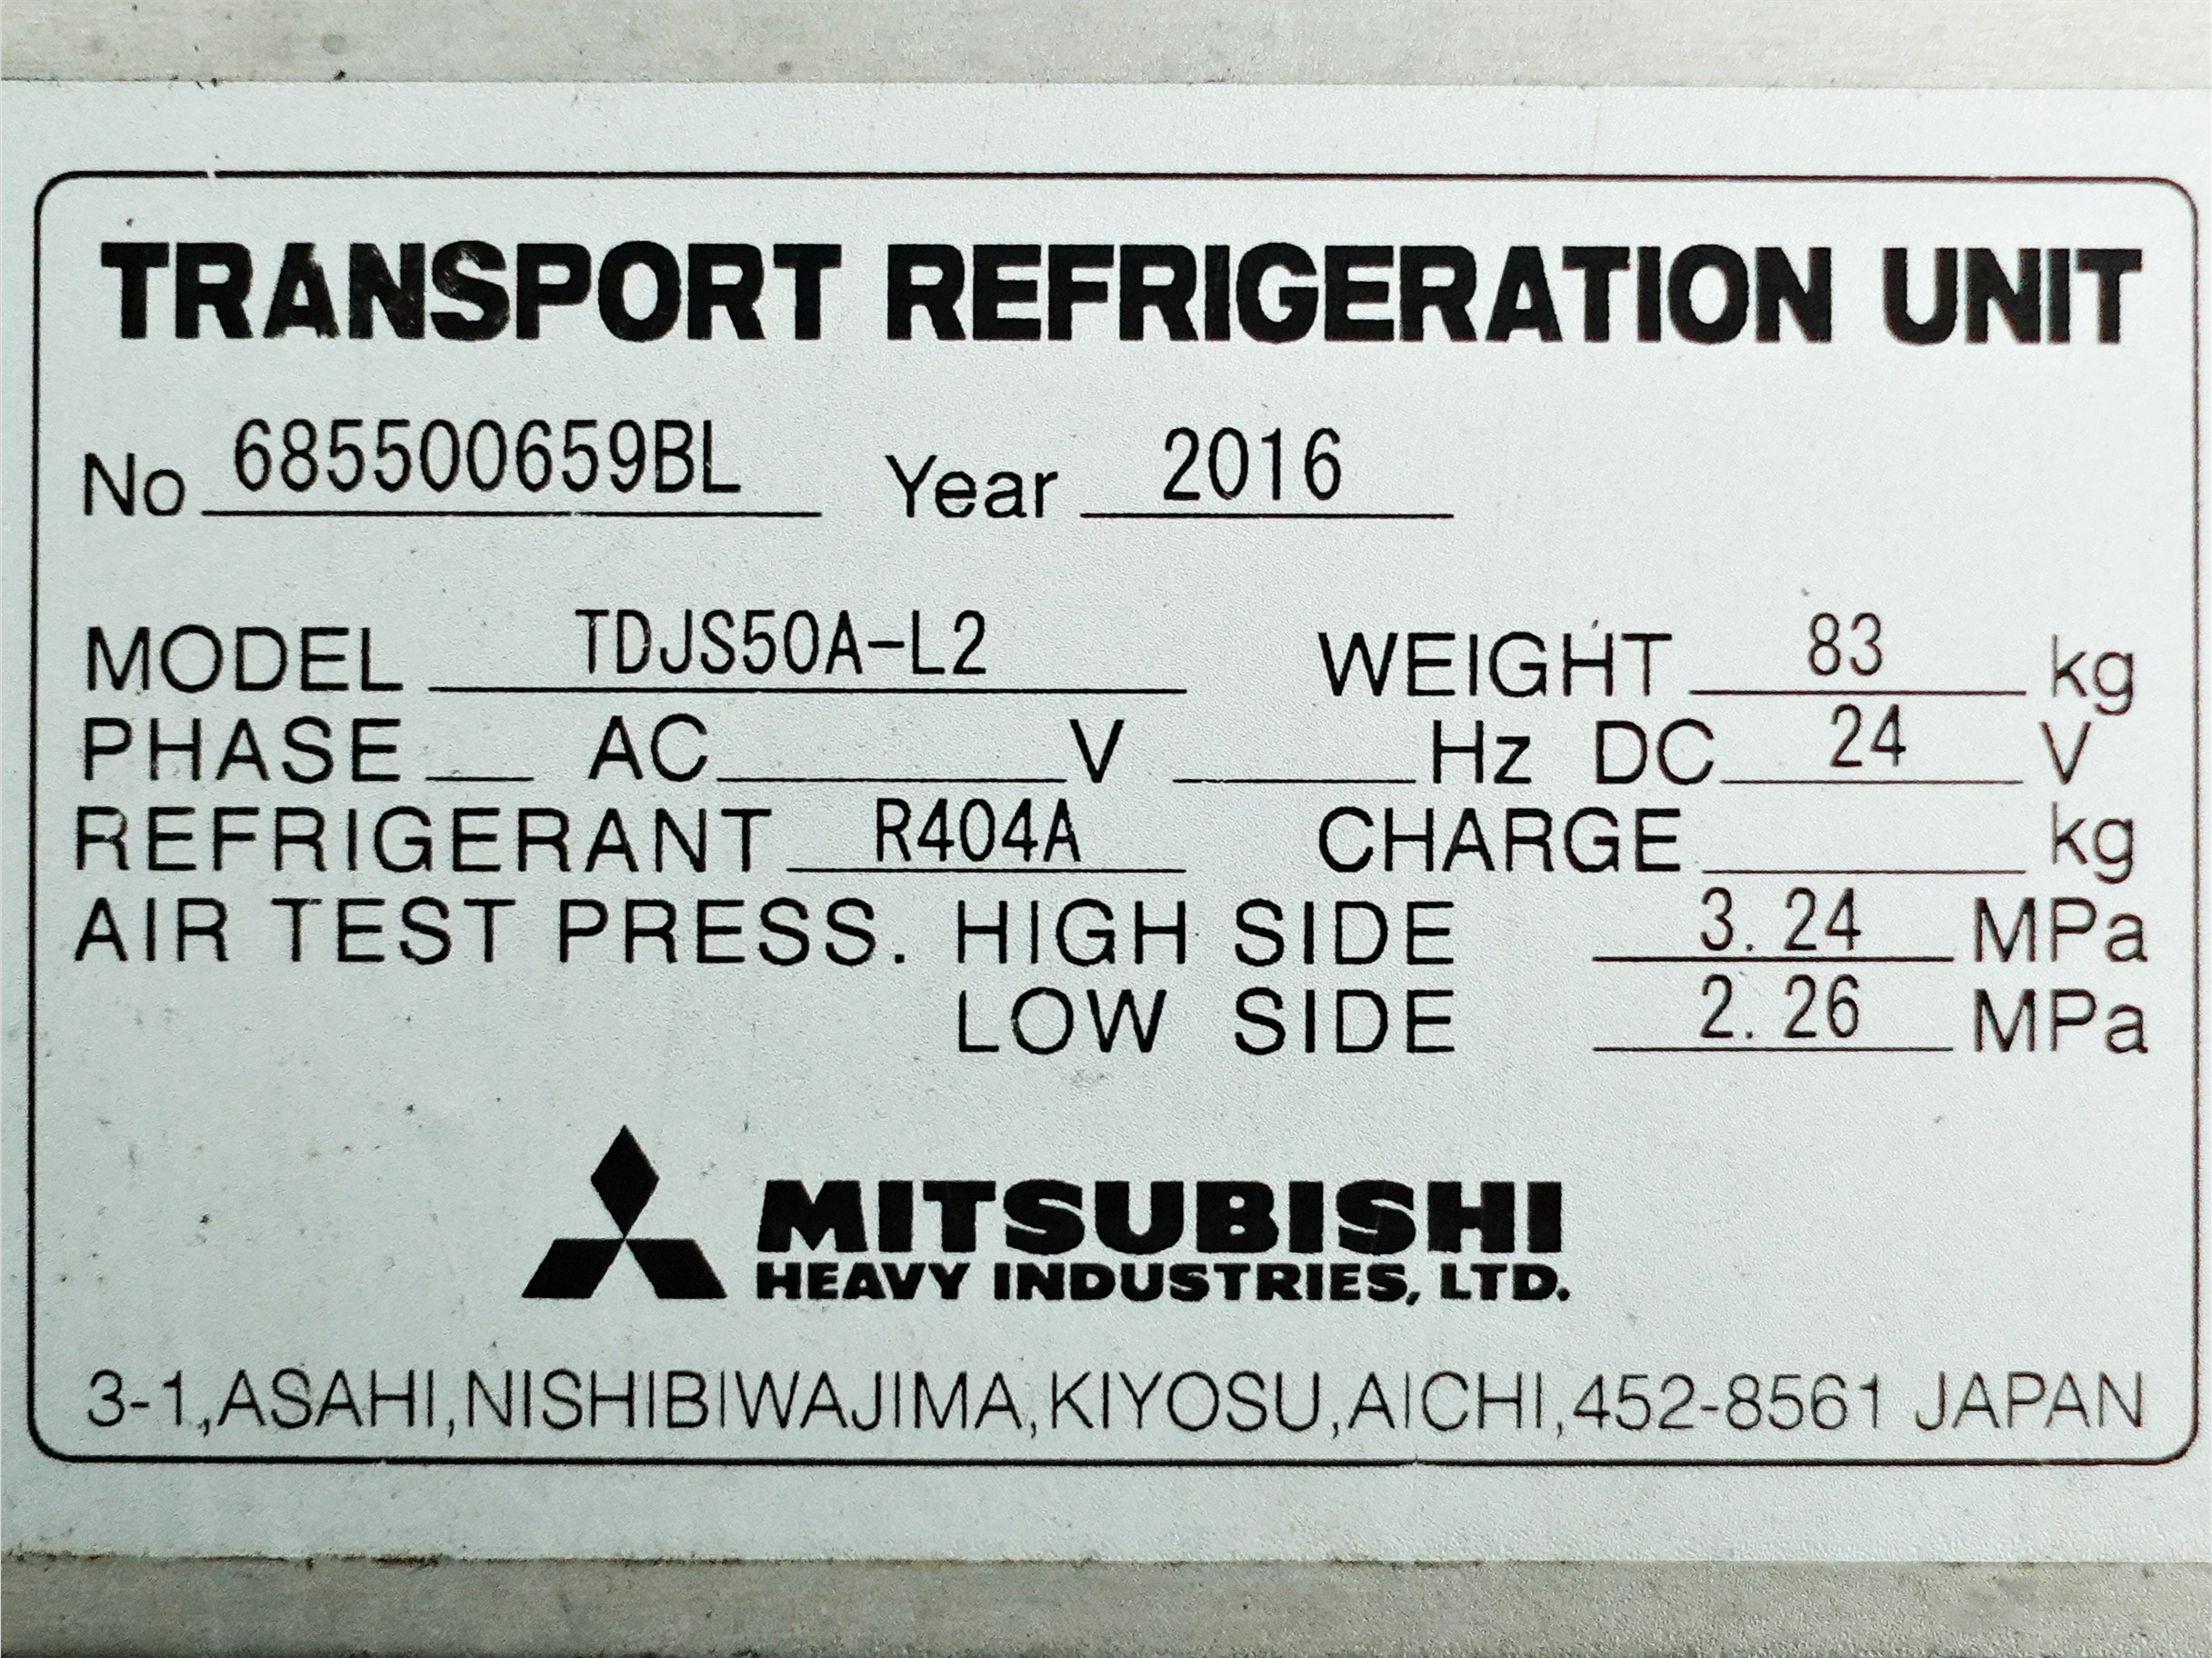 TRANSPORT REFRIGERATION UNIT
No 685500659BL Year 2016
MODEL TDJS50A-L2 WEIGHT 83 kg
PHASE AC V Hz DC 24 V
REFRIGERANT R404A CHARGE kg
AIR TEST PRESS. HIGH SIDE 3.24 MPa
LOW SIDE 2.26 MPa
MITSUBISHI
HEAVY INDUSTRIES, LTD.
3-1,ASAHI,NISHIBIWAJIMA,KIYOSU,AICHI,452-8561 JAPAN